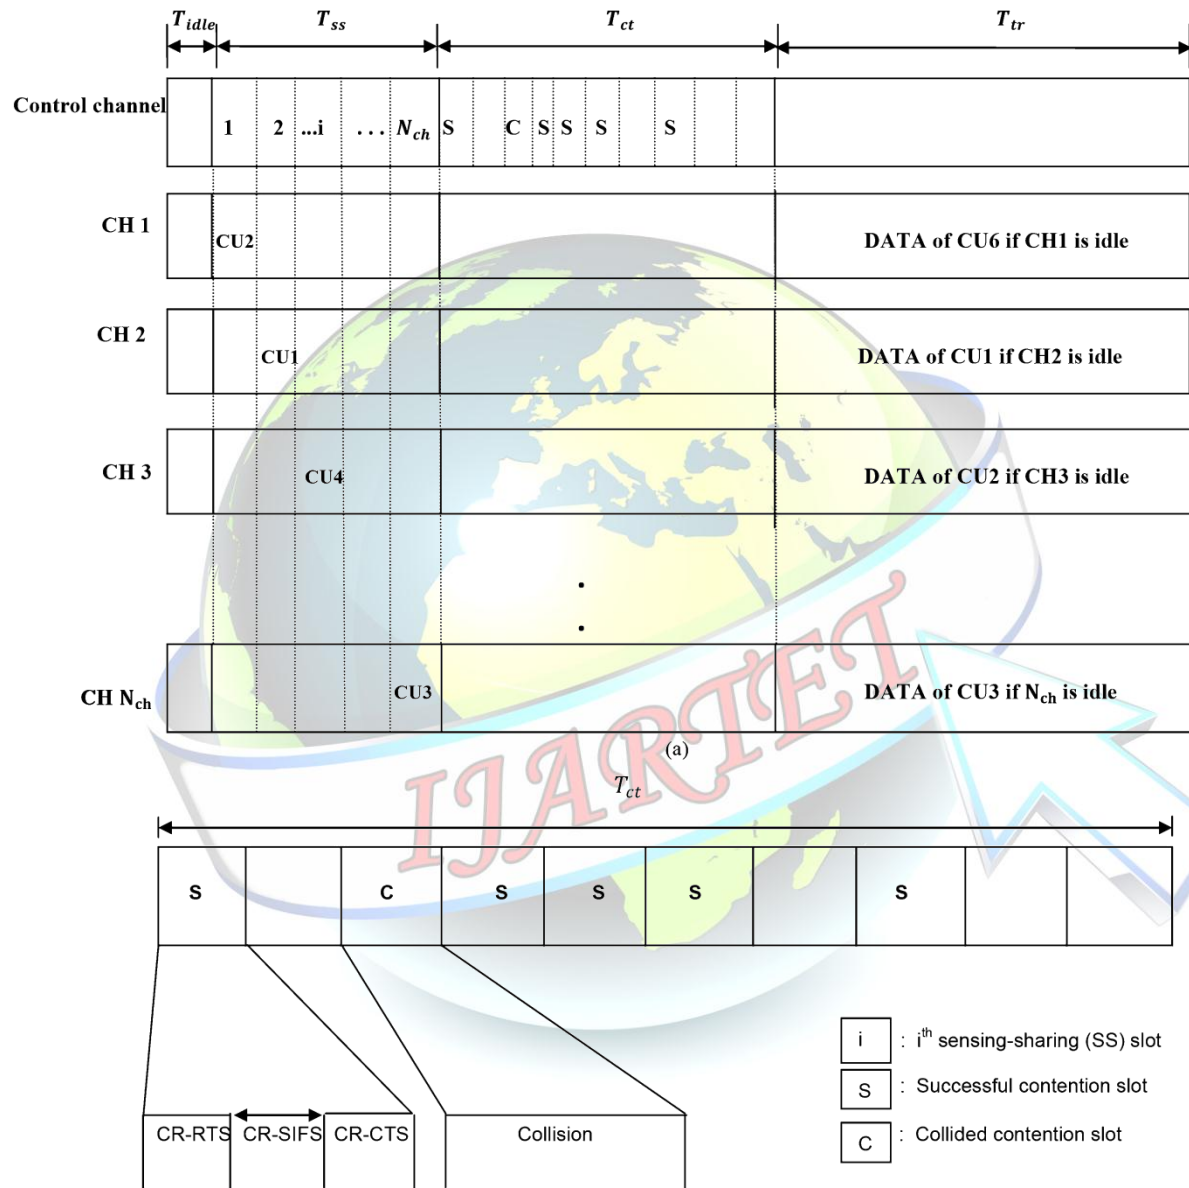 T_idle T_ss T_ct T_tr
Control channel 1 2 ...i ... N_ch S C S S S S
CH 1 CU2 DATA of CU6 if CH1 is idle
CH 2 CU1 DATA of CU1 if CH2 is idle
CH 3 CU4 DATA of CU2 if CH3 is idle
.
.
CH N_ch CU3 DATA of CU3 if N_ch is idle
(a)
IJARTET
T_ct
S C S S S S
i : i^th sensing-sharing (SS) slot
S : Successful contention slot
C : Collided contention slot
CR-RTS CR-SIFS CR-CTS Collision